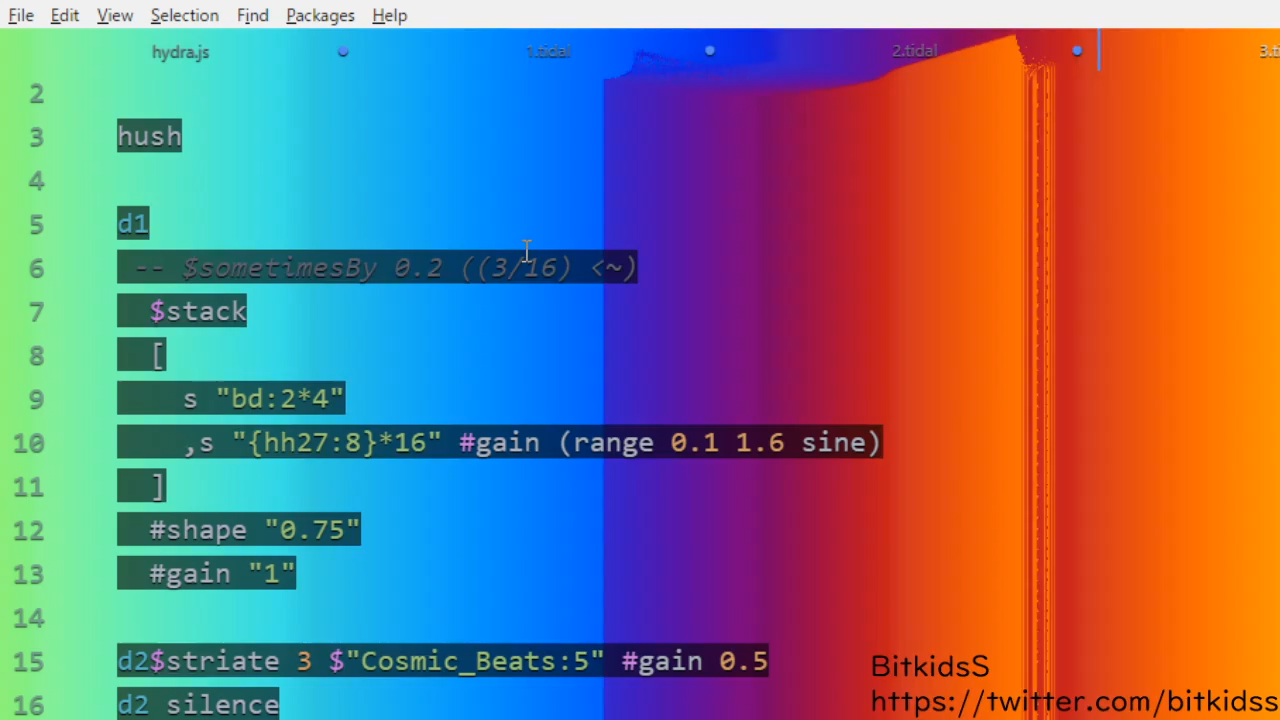 File Edit View Selection Find Packages Help
hydra.js 1.tidal 2.tidal 3.t
2
3 hush
4
5 d1
6 -- $sometimesBy 0.2 ((3/16) <~)
7 $stack
8 [
9 s "bd:2*4"
10 ,s "{hh27:8}*16" #gain (range 0.1 1.6 sine)
11 ]
12 #shape "0.75"
13 #gain "1"
14
15 d2$striate 3 $"Cosmic_Beats:5" #gain 0.5
16 d2 silence
BitkidsS
https://twitter.com/bitkidss